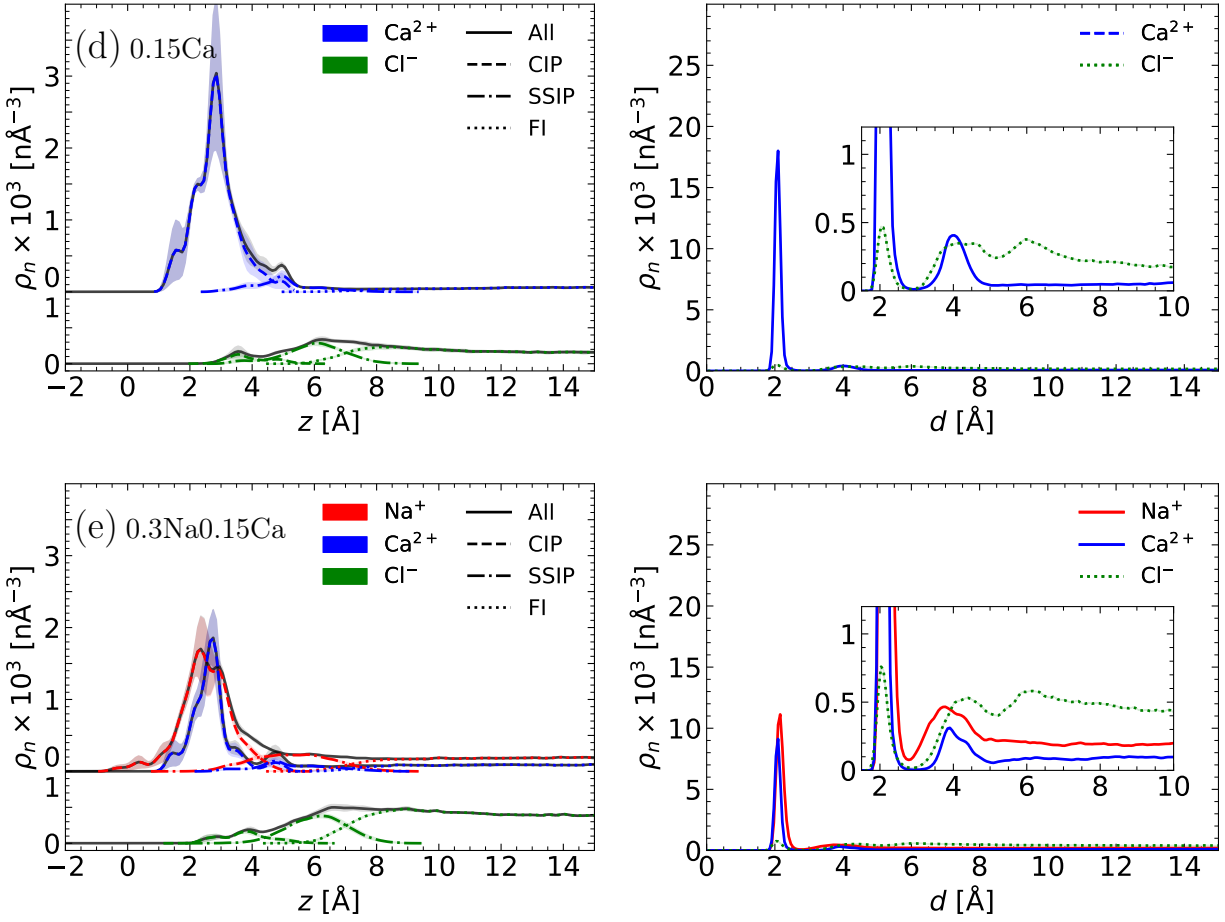 (d) 0.15Ca
Ca²⁺
Cl⁻
All
CIP
SSIP
FI
ρₙ × 10³ [nÅ⁻³]
3
2
1
0
1
0
−2 0 2 4 6 8 10 12 14
z [Å]
Ca²⁺
Cl⁻
ρₙ × 10³ [nÅ⁻³]
25
20
15
10
5
0
1
0.5
0
2 4 6 8 10
0 2 4 6 8 10 12 14
d [Å]
(e) 0.3Na0.15Ca
Na⁺
Ca²⁺
Cl⁻
All
CIP
SSIP
FI
ρₙ × 10³ [nÅ⁻³]
3
2
1
0
1
0
−2 0 2 4 6 8 10 12 14
z [Å]
Na⁺
Ca²⁺
Cl⁻
ρₙ × 10³ [nÅ⁻³]
25
20
15
10
5
0
1
0.5
0
2 4 6 8 10
0 2 4 6 8 10 12 14
d [Å]